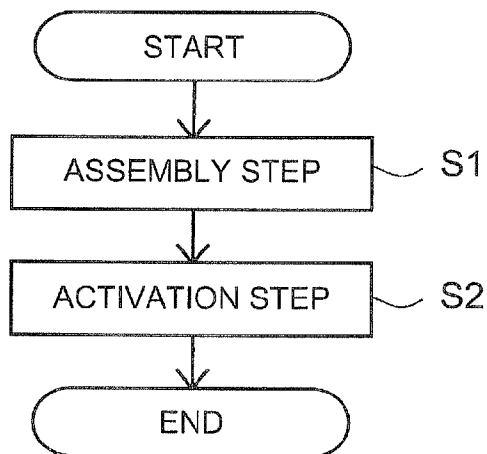 START
ASSEMBLY STEP S1
ACTIVATION STEP S2
END